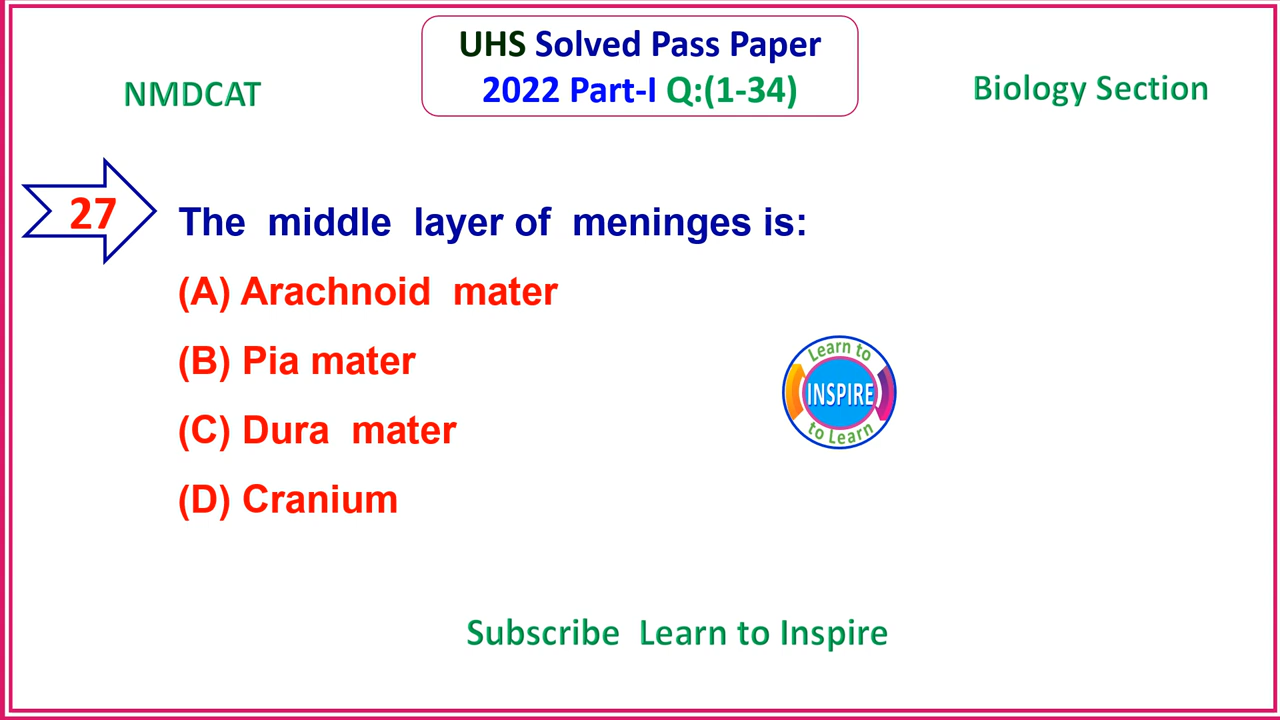 UHS Solved Pass Paper
2022 Part-I Q:(1-34)
NMDCAT
Biology Section
27
The middle layer of meninges is:
(A) Arachnoid mater
(B) Pia mater
(C) Dura mater
(D) Cranium
Learn to
INSPIRE
to Learn
Subscribe Learn to Inspire